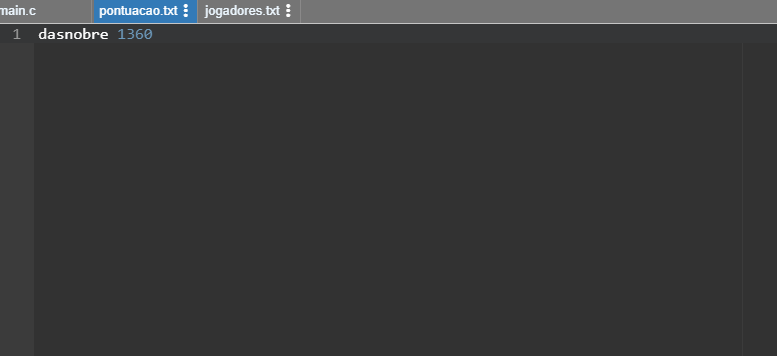 main.c pontuacao.txt jogadores.txt
1 dasnobre 1360